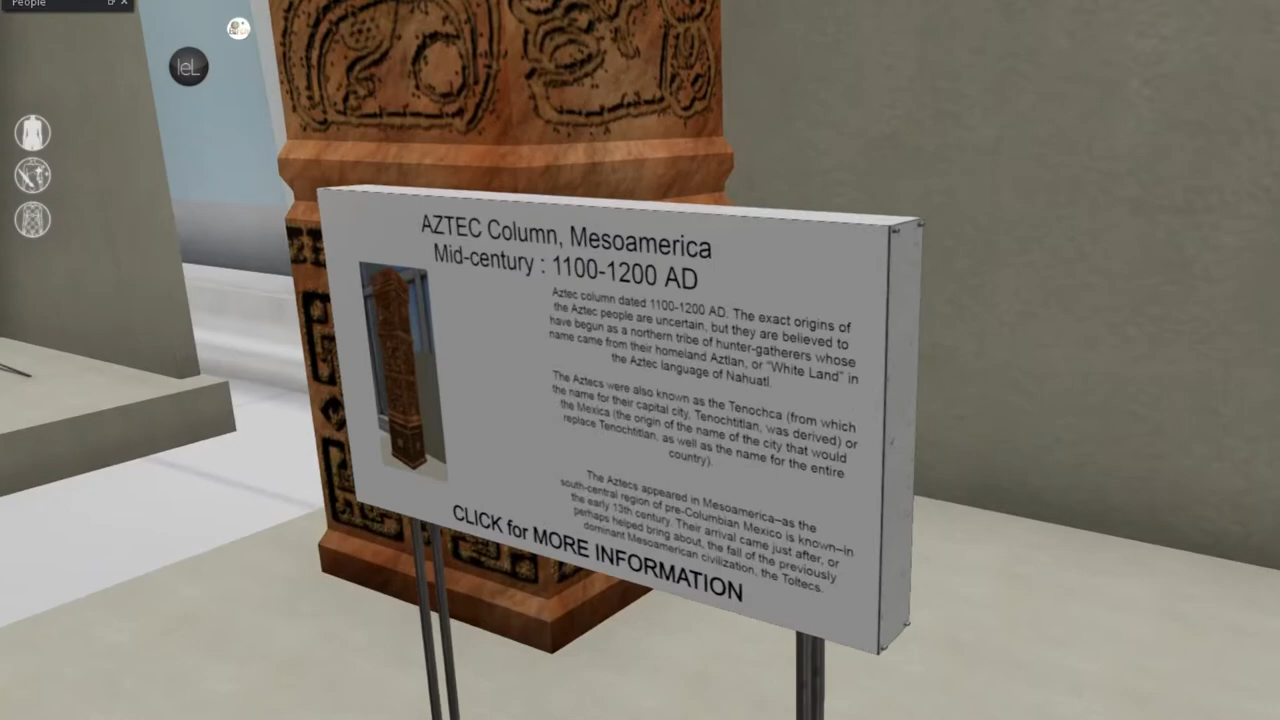 People
leL
AZTEC Column, Mesoamerica
Mid-century : 1100-1200 AD
Aztec column dated 1100-1200 AD. The exact origins of
the Aztec people are uncertain, but they are believed to
have begun as a northern tribe of hunter-gatherers whose
name came from their homeland Aztlan, or "White Land" in
the Aztec language of Nahuatl.
The Aztecs were also known as the Tenochca (from which
the name for their capital city, Tenochtitlan, was derived) or
the Mexica (the origin of the name of the city that would
replace Tenochtitlan, as well as the name for the entire
country).
The Aztecs appeared in Mesoamerica–as the
south-central region of pre-Columbian Mexico is known–in
the early 13th century. Their arrival came just after, or
perhaps helped bring about, the fall of the previously
dominant Mesoamerican civilization, the Toltecs.
CLICK for MORE INFORMATION